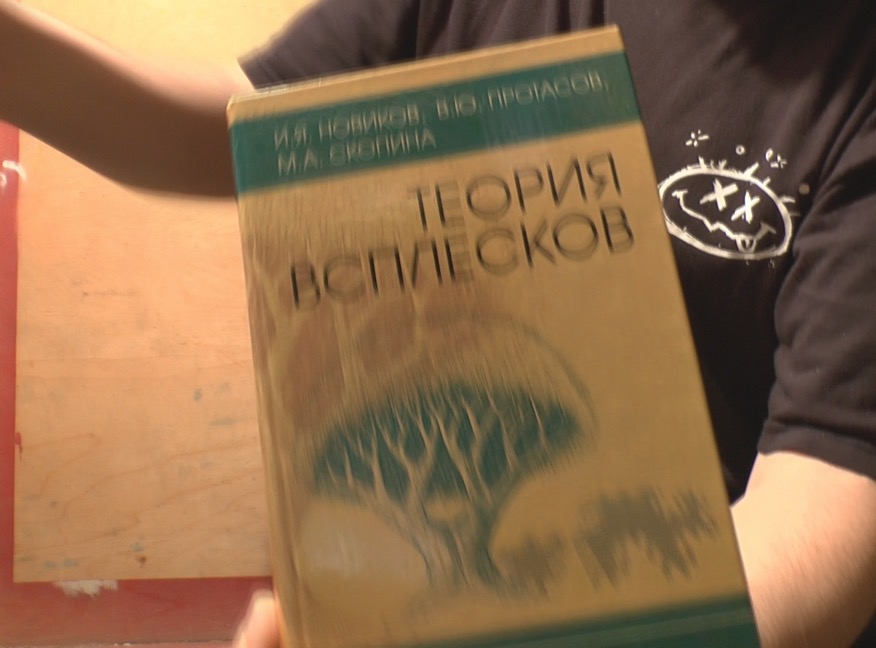 И.Я. НОВИКОВ, В.Ю. ПРОТАСОВ,
М.А. СКОПИНА
ТЕОРИЯ
ВСПЛЕСКОВ